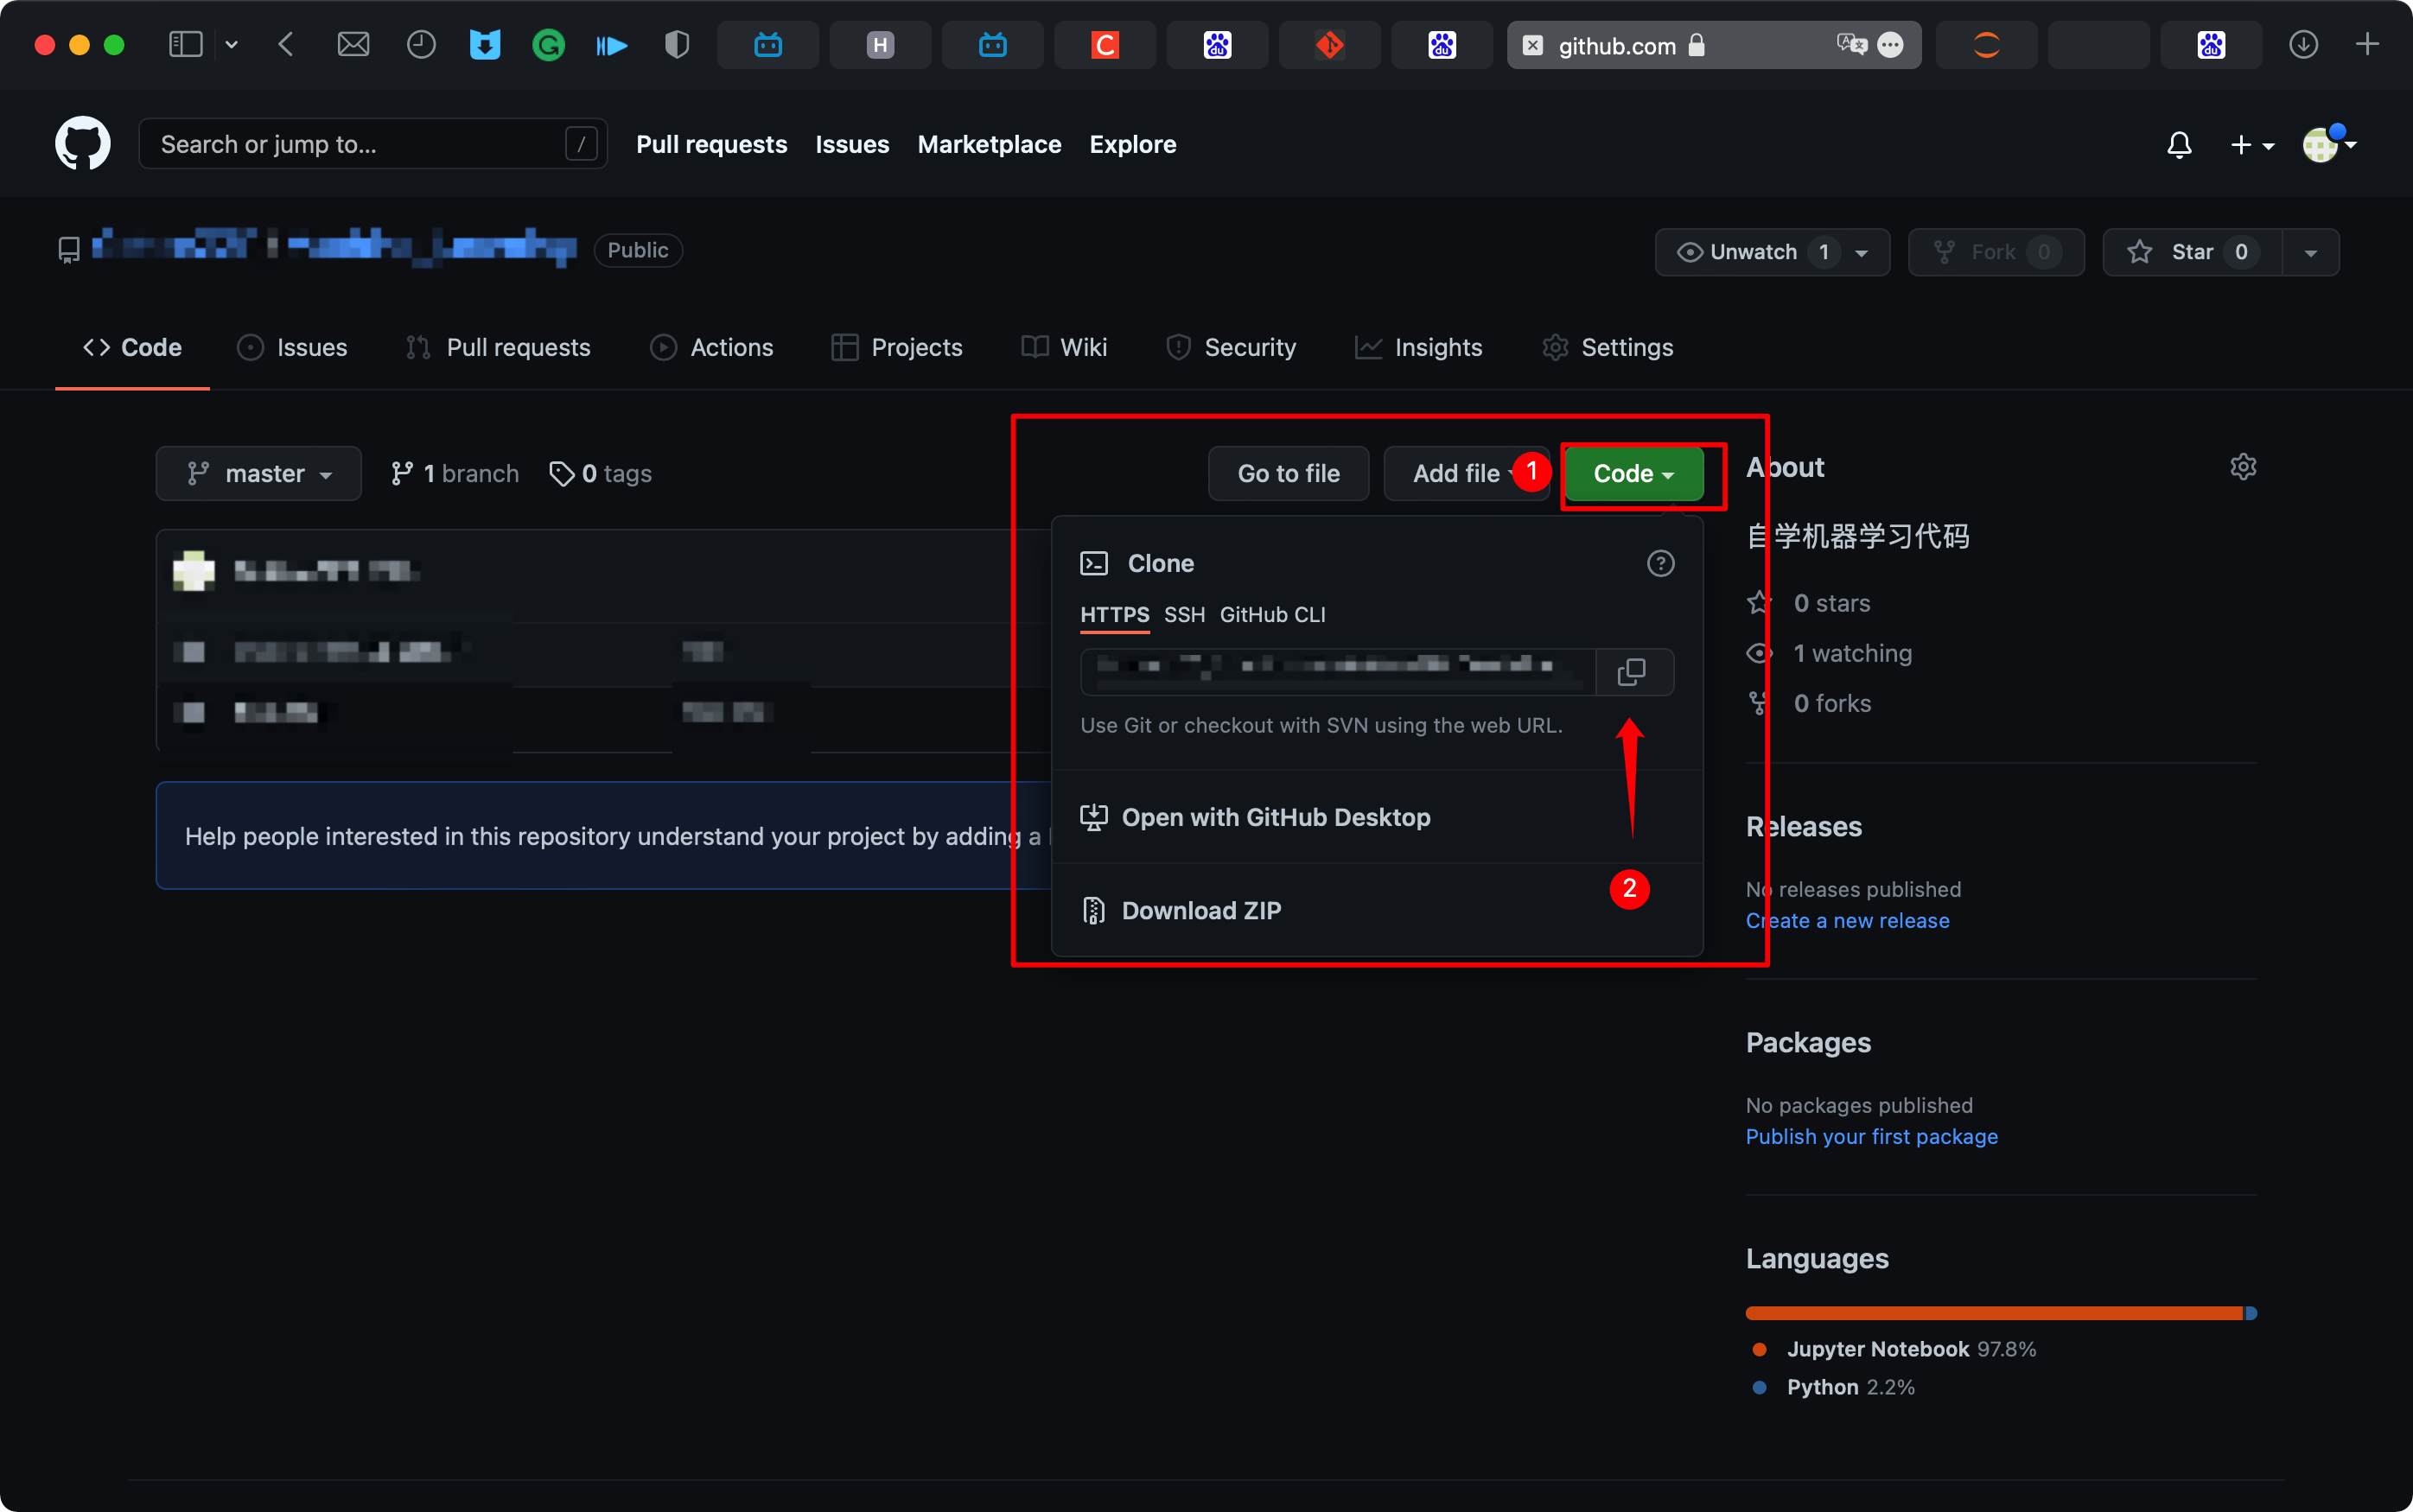 H
C
du
du
github.com
du
Search or jump to...
/
Pull requests
Issues
Marketplace
Explore
Public
Unwatch 1
Fork 0
Star 0
Code
Issues
Pull requests
Actions
Projects
Wiki
Security
Insights
Settings
master
1 branch
0 tags
Go to file
Add file
1
Code
Clone
HTTPS
SSH
GitHub CLI
Use Git or checkout with SVN using the web URL.
Open with GitHub Desktop
Download ZIP
2
Help people interested in this repository understand your project by adding a
About
自学机器学习代码
0 stars
1 watching
0 forks
Releases
No releases published
Create a new release
Packages
No packages published
Publish your first package
Languages
Jupyter Notebook 97.8%
Python 2.2%